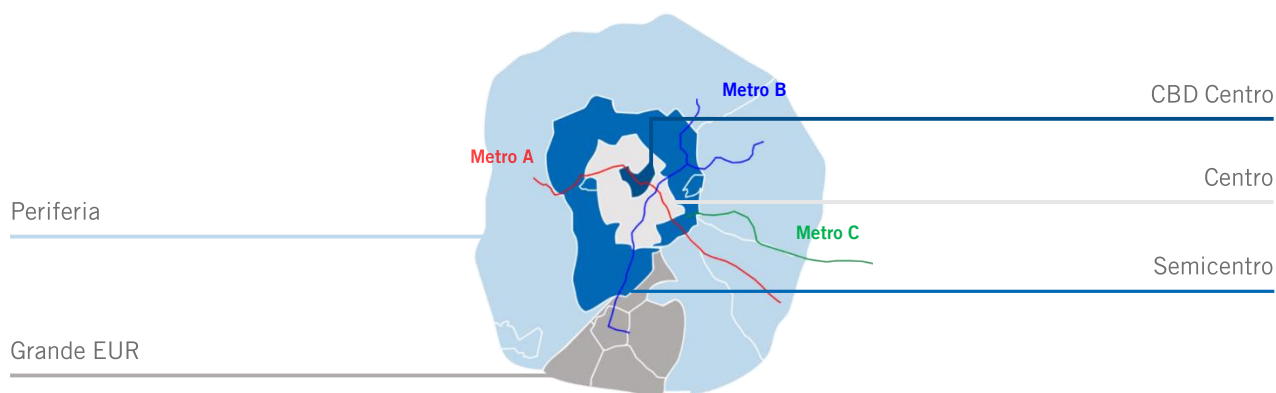 Metro B
CBD Centro
Metro A
Centro
Periferia
Metro C
Semicentro
Grande EUR